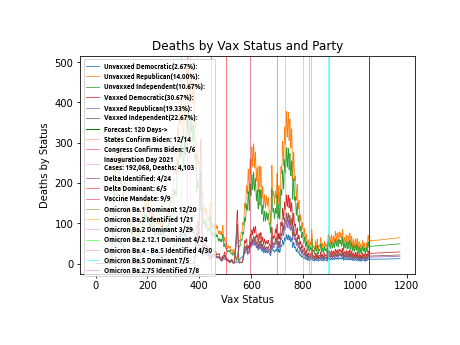 Deaths by Vax Status and Party
Deaths by Status
500
400
300
200
100
0
Unvaxxed Democratic(2.67%):
Unvaxxed Republican(14.00%):
Unvaxxed Independent(10.67%):
Vaxxed Democratic(30.67%):
Vaxxed Republican(19.33%):
Vaxxed Independent(22.67%):
Forecast: 120 Days->
States Confirm Biden: 12/14
Congress Confirms Biden: 1/6
Inauguration Day 2021
Cases: 192,068, Deaths: 4,103
Delta Identified: 4/24
Delta Dominant: 6/5
Vaccine Mandate: 9/9
Omicron Ba.1 Dominant 12/20
Omicron Ba.2 Identified 1/21
Omicron Ba.2 Dominant 3/29
Omicron Ba.2.12.1 Dominant 4/24
Omicron Ba.4 - Ba.5 Identified 4/30
Omicron Ba.5 Dominant 7/5
Omicron Ba.2.75 Identified 7/8
0 200 400 600 800 1000 1200
Vax Status